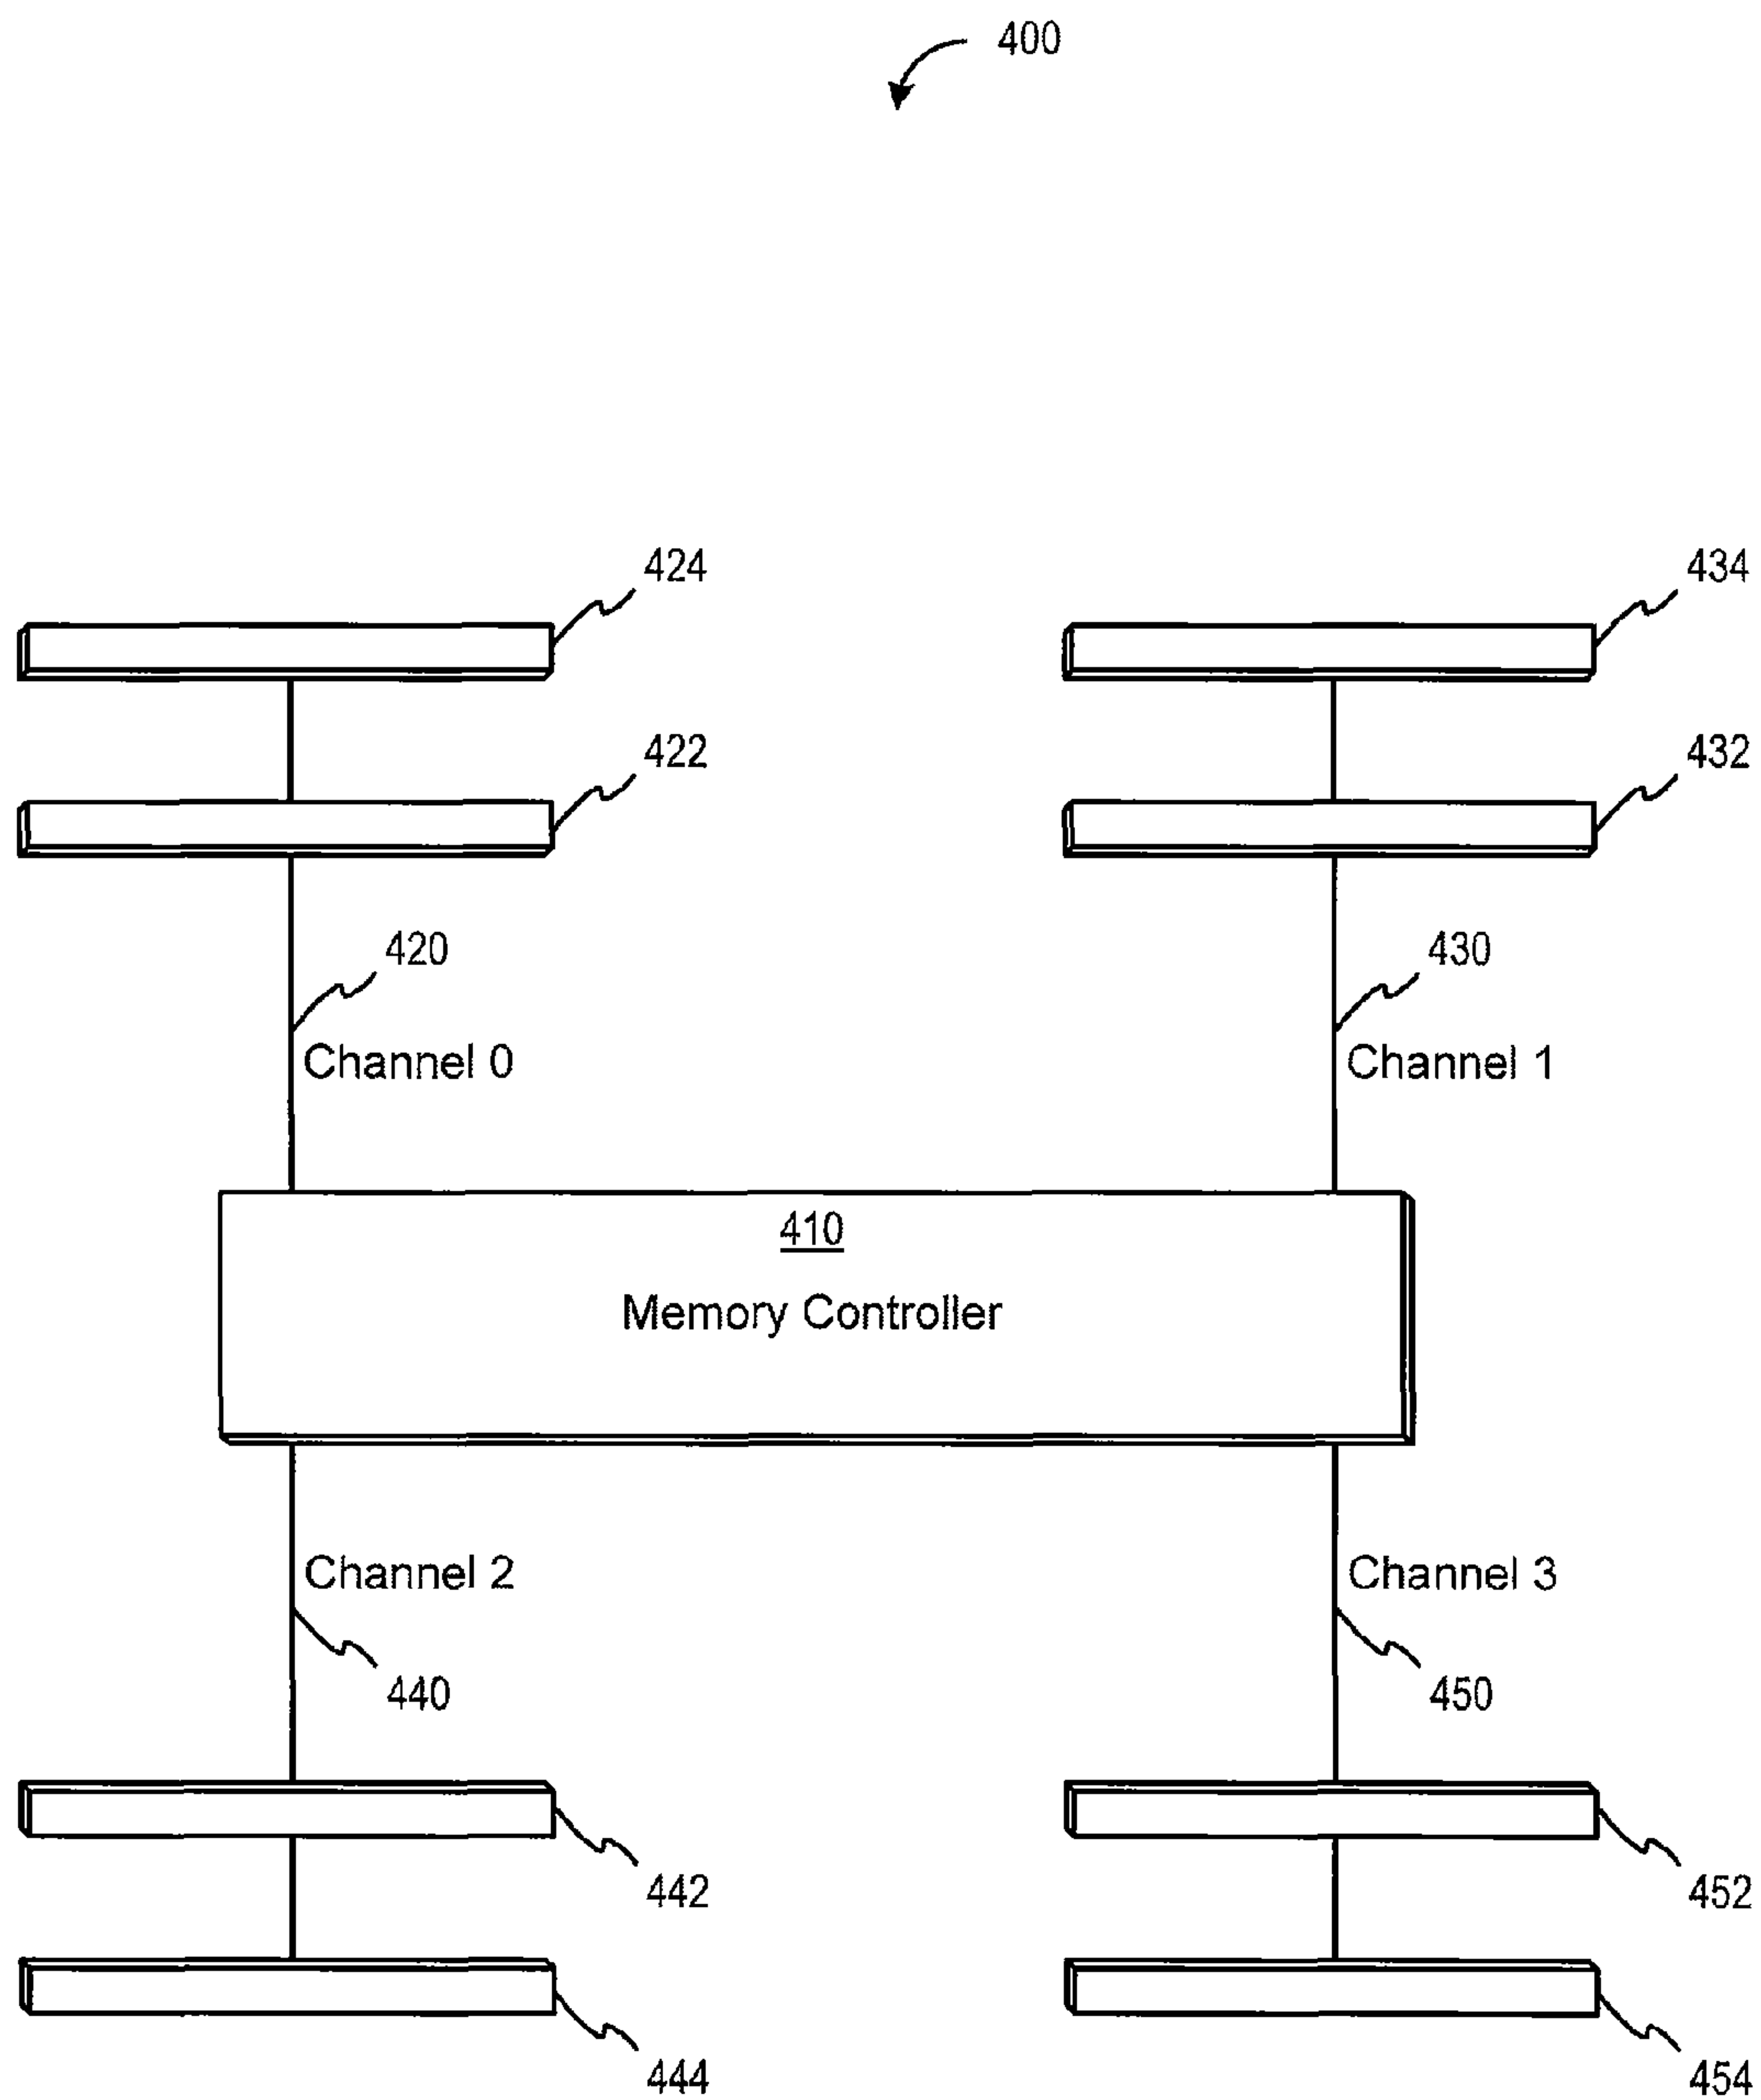 400
424
434
422
432
420
430
Channel 0
Channel 1
410
Memory Controller
Channel 2
Channel 3
440
450
442
452
444
454